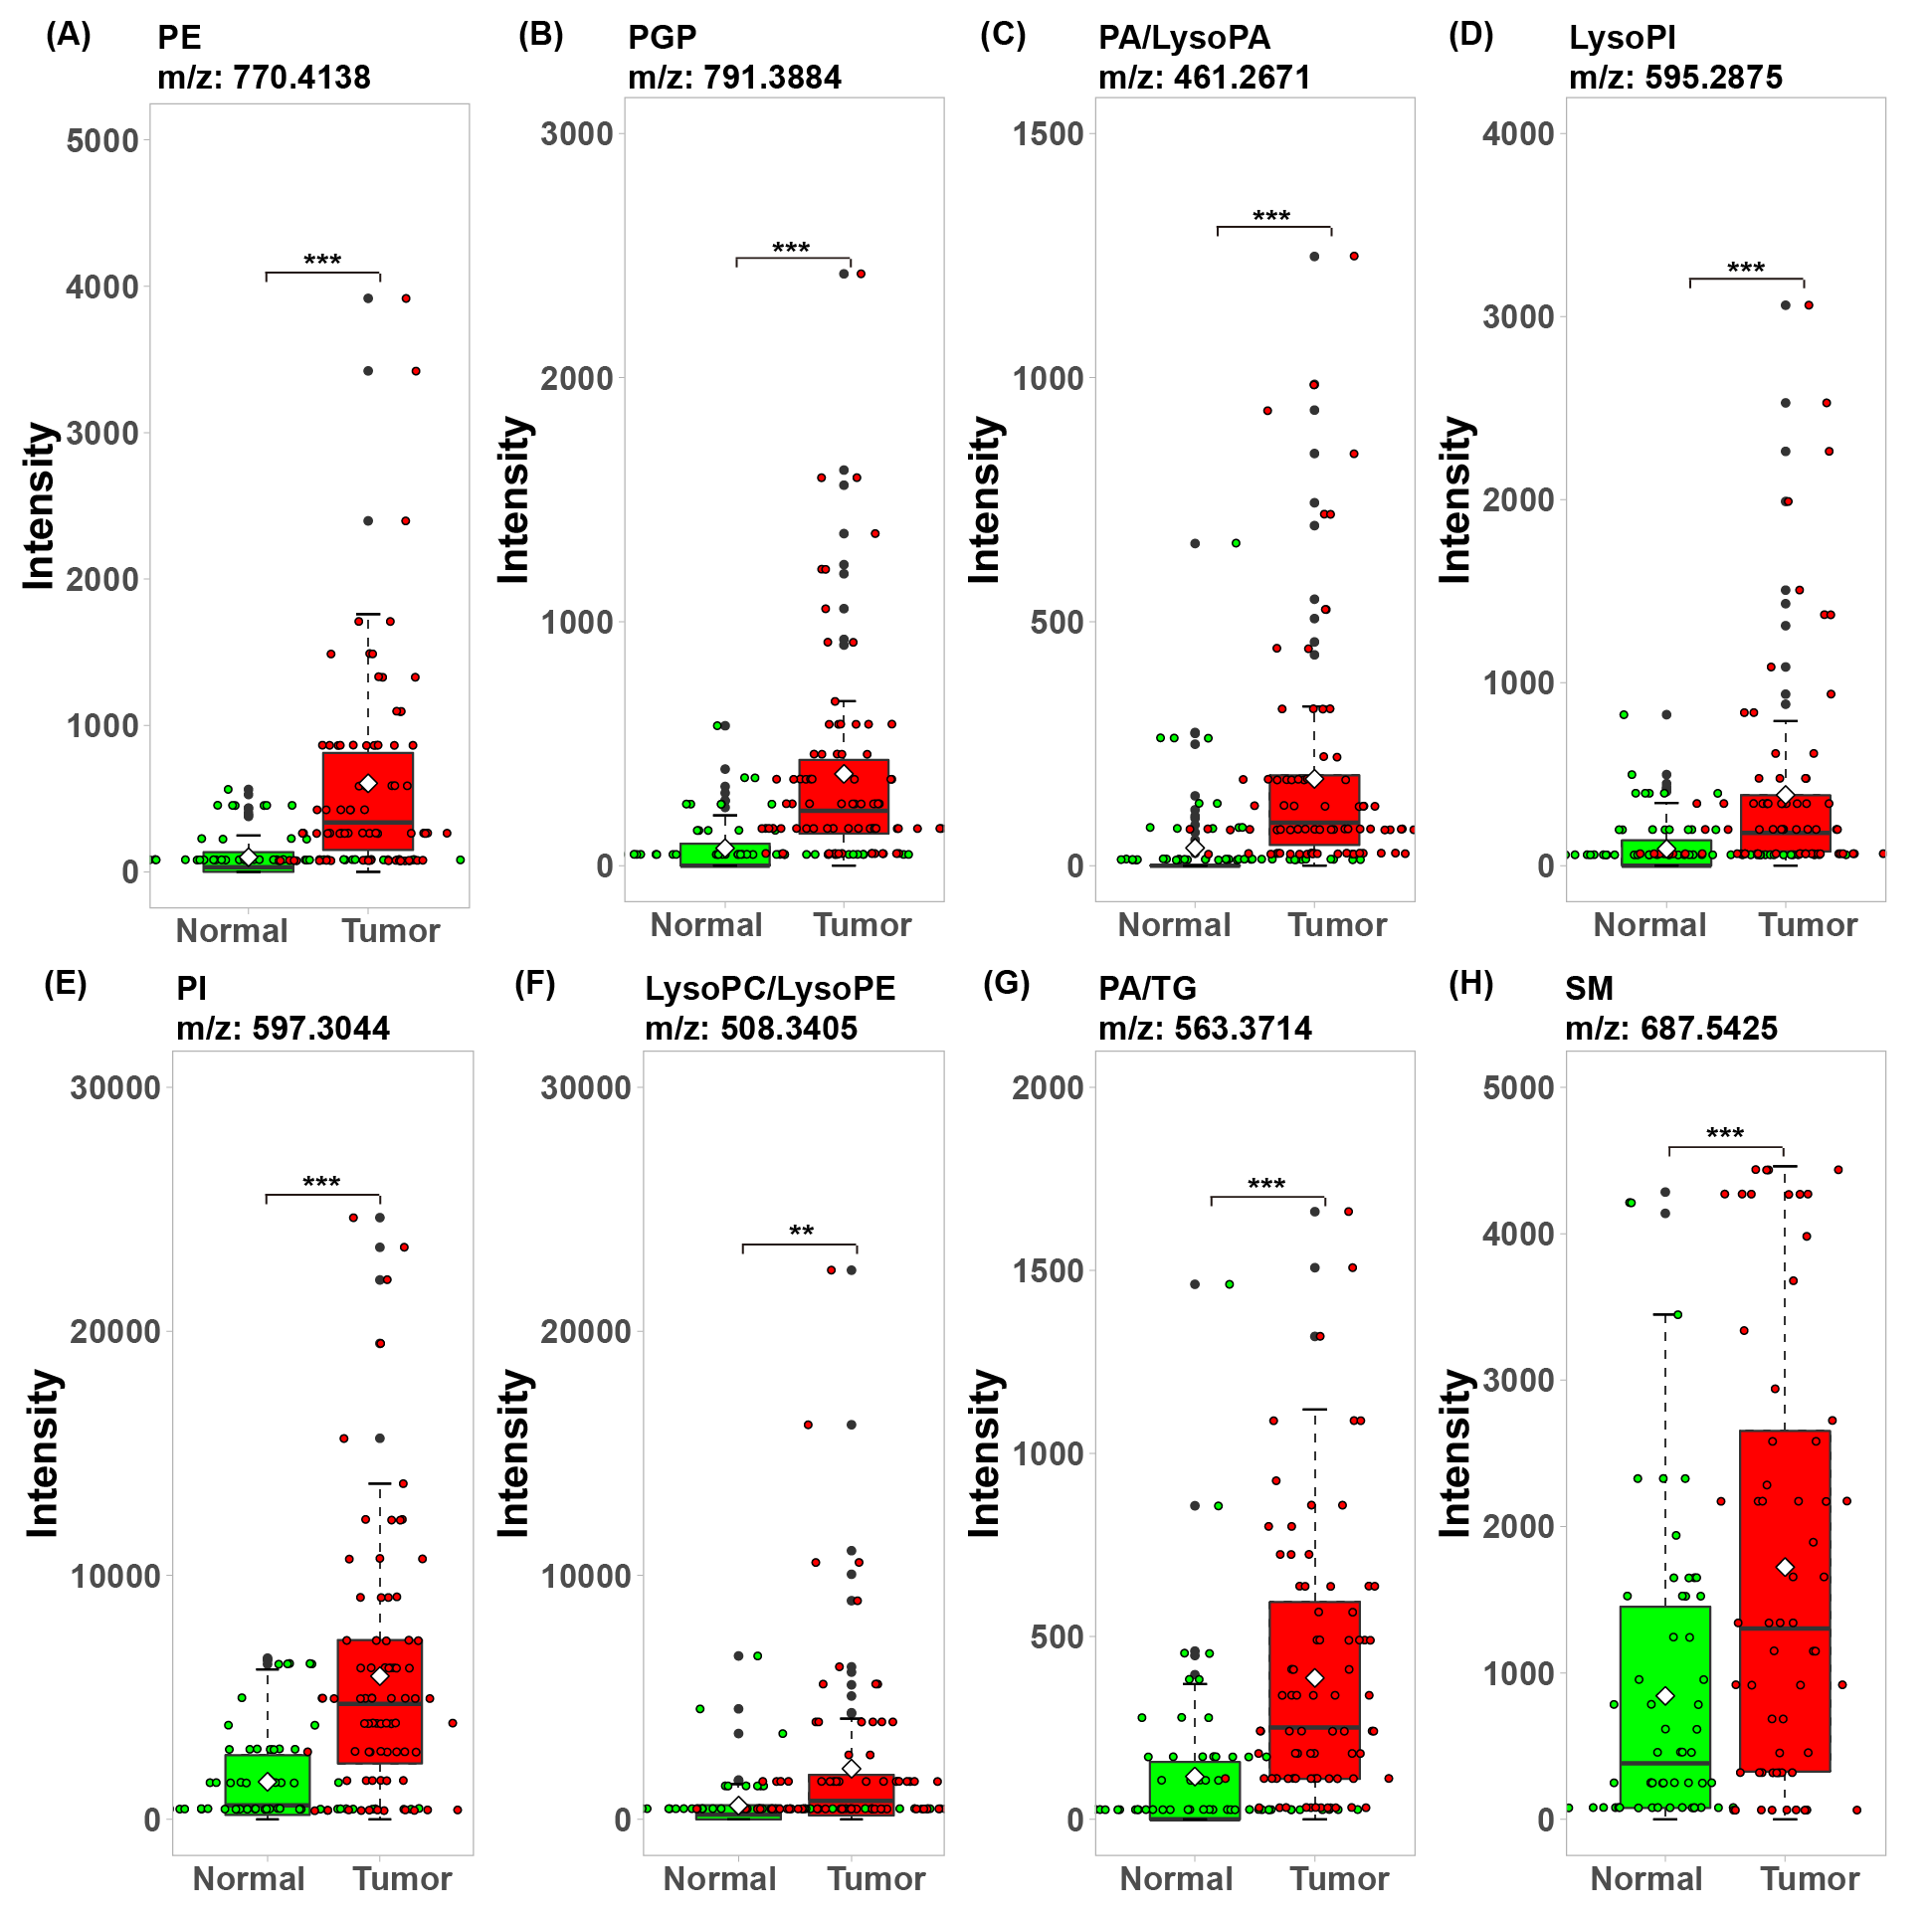 (A) PE
m/z: 770.4138
5000
4000
3000
2000
1000
0
Intensity
***
Normal Tumor
(B) PGP
m/z: 791.3884
3000
2000
1000
0
Intensity
***
Normal Tumor
(C) PA/LysoPA
m/z: 461.2671
1500
1000
500
0
Intensity
***
Normal Tumor
(D) LysoPI
m/z: 595.2875
4000
3000
2000
1000
0
Intensity
***
Normal Tumor
(E) PI
m/z: 597.3044
30000
20000
10000
0
Intensity
***
Normal Tumor
(F) LysoPC/LysoPE
m/z: 508.3405
30000
20000
10000
0
Intensity
**
Normal Tumor
(G) PA/TG
m/z: 563.3714
2000
1500
1000
500
0
Intensity
***
Normal Tumor
(H) SM
m/z: 687.5425
5000
4000
3000
2000
1000
0
Intensity
***
Normal Tumor